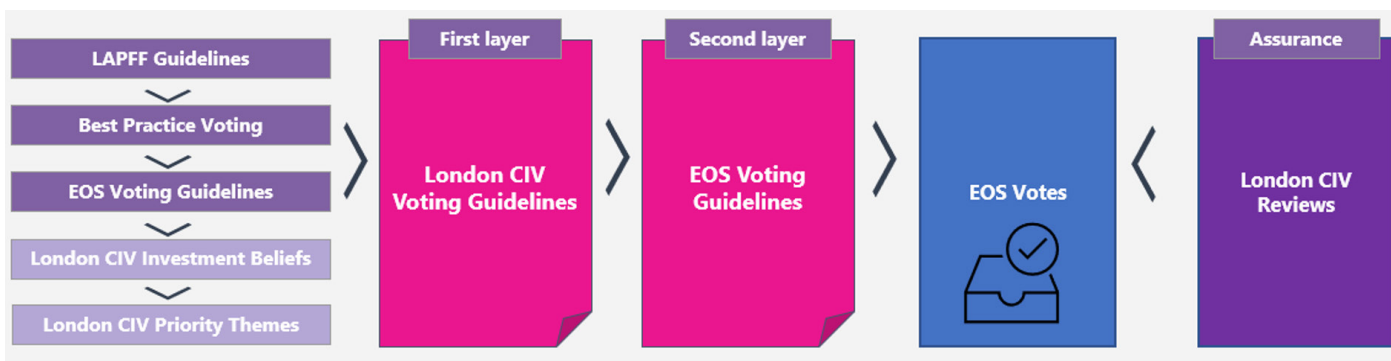 LAPFF Guidelines
Best Practice Voting
EOS Voting Guidelines
London CIV Investment Beliefs
London CIV Priority Themes
First layer
London CIV
Voting Guidelines
Second layer
EOS Voting
Guidelines
EOS Votes
Assurance
London CIV
Reviews